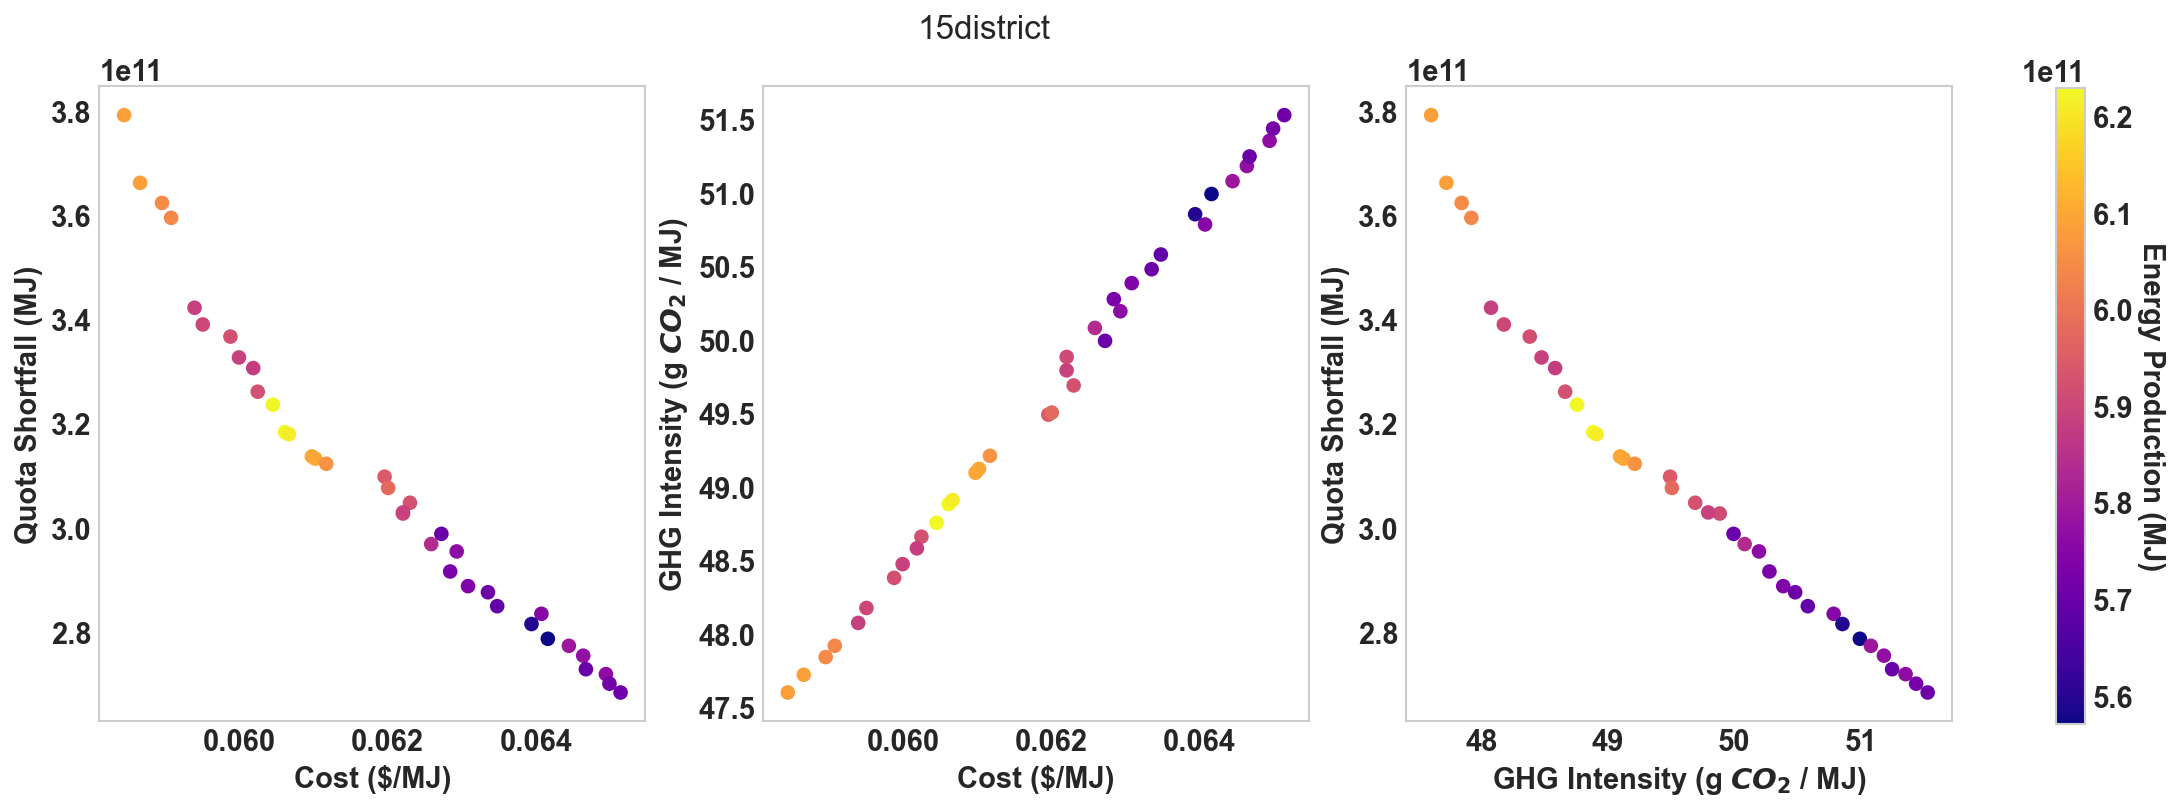 15district
1e11
3.8
3.6
3.4
3.2
3.0
2.8
Quota Shortfall (MJ)
0.060 0.062 0.064
Cost ($/MJ)
51.5
51.0
50.5
50.0
49.5
49.0
48.5
48.0
47.5
GHG Intensity (g CO₂ / MJ)
0.060 0.062 0.064
Cost ($/MJ)
1e11
3.8
3.6
3.4
3.2
3.0
2.8
Quota Shortfall (MJ)
48 49 50 51
GHG Intensity (g CO₂ / MJ)
1e11
6.2
6.1
6.0
5.9
5.8
5.7
5.6
Energy Production (MJ)